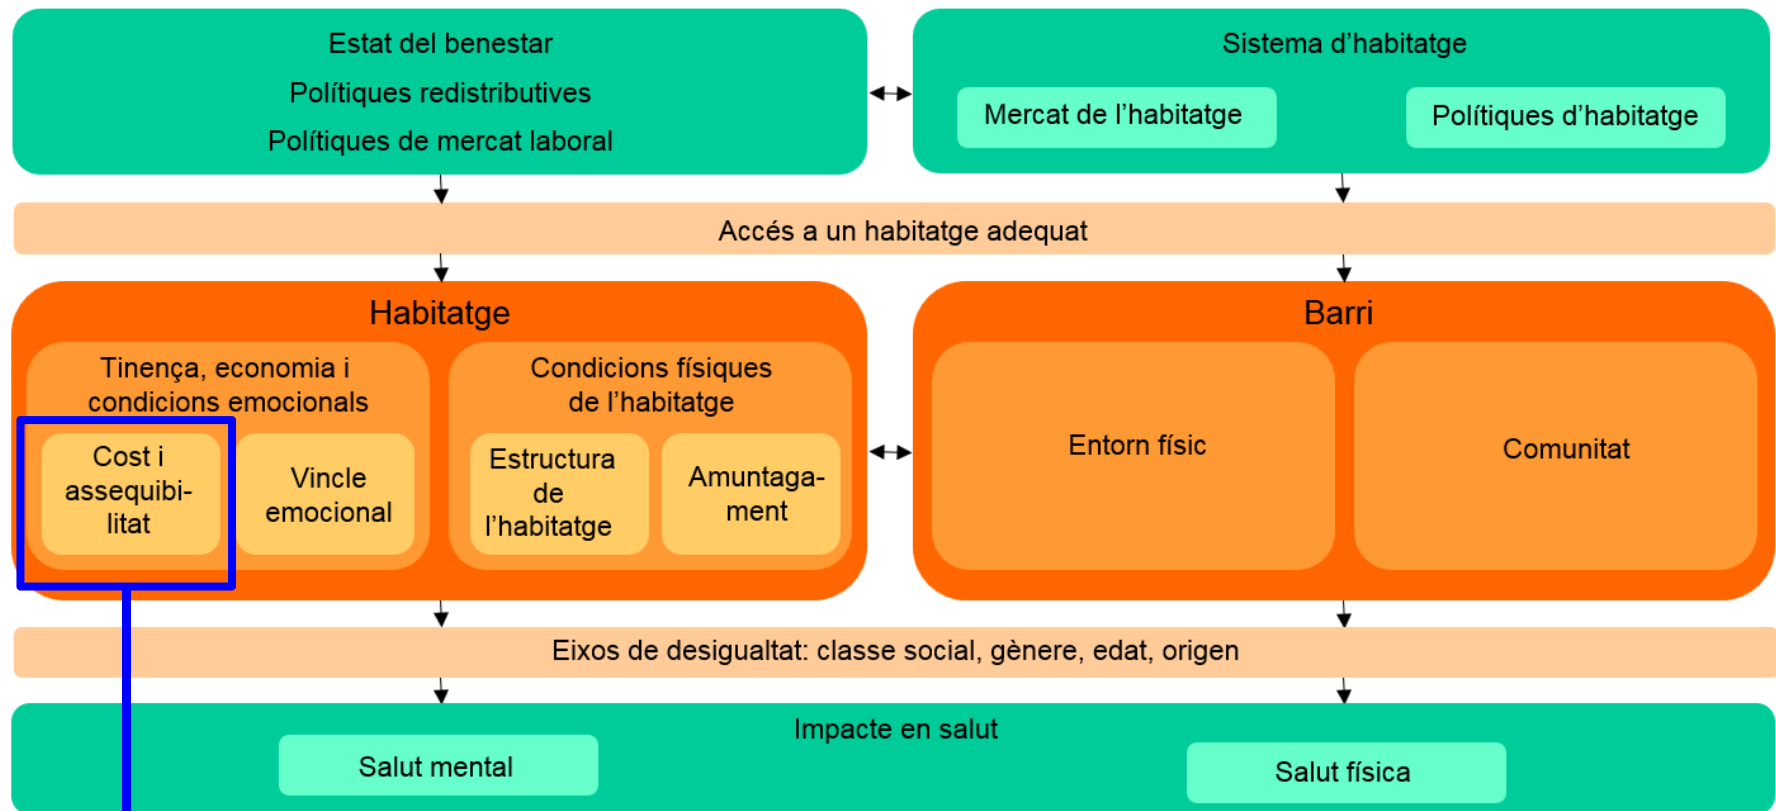 Estat del benestar
Polítiques redistributives
Polítiques de mercat laboral
Sistema d’habitatge
Mercat de l’habitatge
Polítiques d’habitatge
Accés a un habitatge adequat
Habitatge
Tinença, economia i
condicions emocionals
Cost i
assequibi-
litat
Vincle
emocional
Condicions físiques
de l’habitatge
Estructura
de
l’habitatge
Amuntaga-
ment
Barri
Entorn físic
Comunitat
Eixos de desigualtat: classe social, gènere, edat, origen
Impacte en salut
Salut mental
Salut física